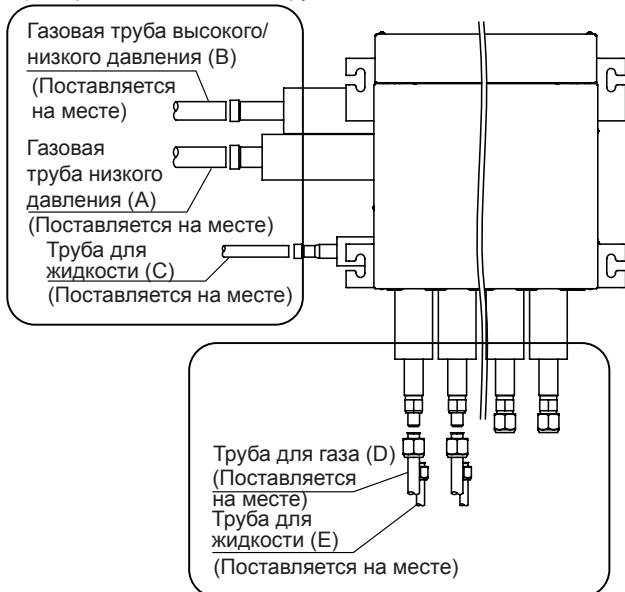 Газовая труба высокого/
низкого давления (B)
(Поставляется
на месте)
Газовая
труба низкого
давления (A)
(Поставляется на месте)
Труба для
жидкости (C)
(Поставляется на месте)
Труба для газа (D)
(Поставляется
на месте)
Труба для
жидкости (E)
(Поставляется на месте)